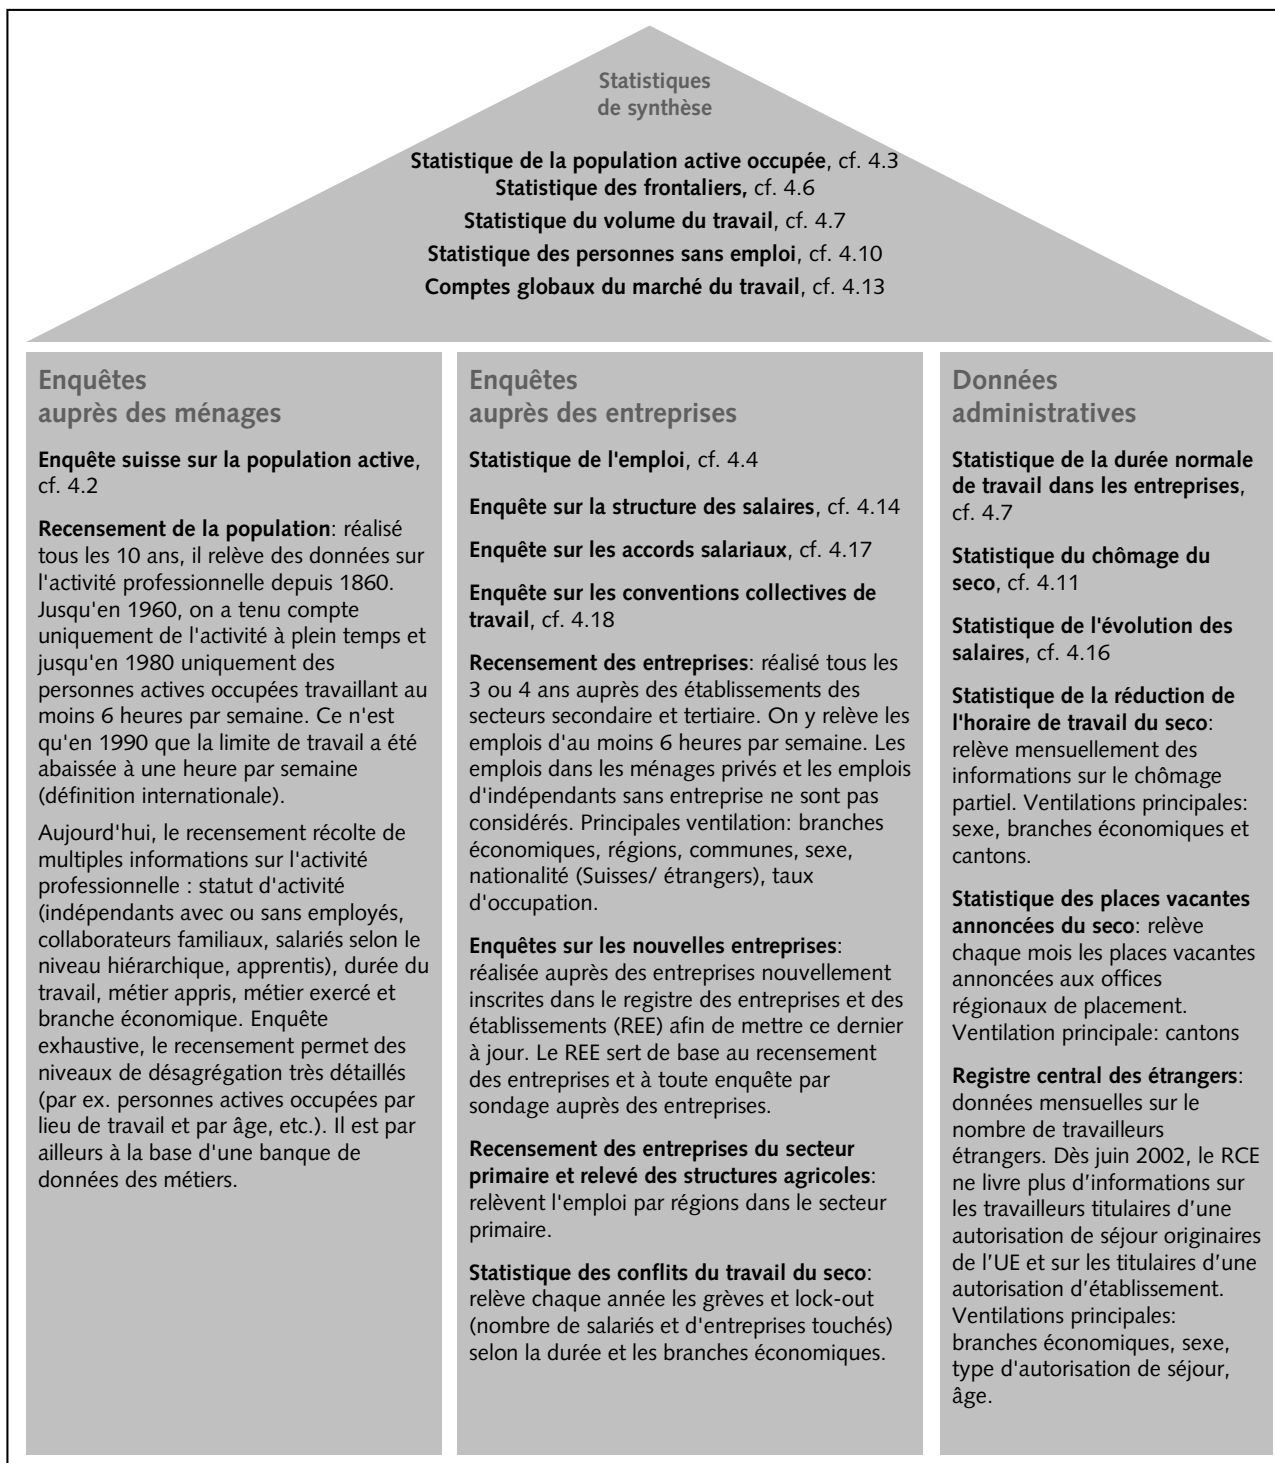 Statistiques
de synthèse
Statistique de la population active occupée, cf. 4.3
Statistique des frontaliers, cf. 4.6
Statistique du volume du travail, cf. 4.7
Statistique des personnes sans emploi, cf. 4.10
Comptes globaux du marché du travail, cf. 4.13
Enquêtes
auprès des ménages
Enquête suisse sur la population active,
cf. 4.2
Recensement de la population: réalisé
tous les 10 ans, il relève des données sur
l'activité professionnelle depuis 1860.
Jusqu'en 1960, on a tenu compte
uniquement de l'activité à plein temps et
jusqu'en 1980 uniquement des
personnes actives occupées travaillant au
moins 6 heures par semaine. Ce n'est
qu'en 1990 que la limite de travail a été
abaissée à une heure par semaine
(définition internationale).
Aujourd'hui, le recensement récolte de
multiples informations sur l'activité
professionnelle : statut d'activité
(indépendants avec ou sans employés,
collaborateurs familiaux, salariés selon le
niveau hiérarchique, apprentis), durée du
travail, métier appris, métier exercé et
branche économique. Enquête
exhaustive, le recensement permet des
niveaux de désagrégation très détaillés
(par ex. personnes actives occupées par
lieu de travail et par âge, etc.). Il est par
ailleurs à la base d'une banque de
données des métiers.
Enquêtes
auprès des entreprises
Statistique de l'emploi, cf. 4.4
Enquête sur la structure des salaires, cf. 4.14
Enquête sur les accords salariaux, cf. 4.17
Enquête sur les conventions collectives de
travail, cf. 4.18
Recensement des entreprises: réalisé tous les
3 ou 4 ans auprès des établissements des
secteurs secondaire et tertiaire. On y relève les
emplois d'au moins 6 heures par semaine. Les
emplois dans les ménages privés et les emplois
d'indépendants sans entreprise ne sont pas
considérés. Principales ventilation: branches
économiques, régions, communes, sexe,
nationalité (Suisses/ étrangers), taux
d'occupation.
Enquêtes sur les nouvelles entreprises:
réalisée auprès des entreprises nouvellement
inscrites dans le registre des entreprises et des
établissements (REE) afin de mettre ce dernier
à jour. Le REE sert de base au recensement
des entreprises et à toute enquête par
sondage auprès des entreprises.
Recensement des entreprises du secteur
primaire et relevé des structures agricoles:
relèvent l'emploi par régions dans le secteur
primaire.
Statistique des conflits du travail du seco:
relève chaque année les grèves et lock-out
(nombre de salariés et d'entreprises touchés)
selon la durée et les branches économiques.
Données
administratives
Statistique de la durée normale
de travail dans les entreprises,
cf. 4.7
Statistique du chômage du
seco, cf. 4.11
Statistique de l'évolution des
salaires, cf. 4.16
Statistique de la réduction de
l'horaire de travail du seco:
relève mensuellement des
informations sur le chômage
partiel. Ventilations principales:
sexe, branches économiques et
cantons.
Statistique des places vacantes
annoncées du seco: relève
chaque mois les places vacantes
annoncées aux offices
régionaux de placement.
Ventilation principale: cantons
Registre central des étrangers:
données mensuelles sur le
nombre de travailleurs
étrangers. Dès juin 2002, le RCE
ne livre plus d’informations sur
les travailleurs titulaires d’une
autorisation de séjour originaires
de l’UE et sur les titulaires d’une
autorisation d’établissement.
Ventilations principales:
branches économiques, sexe,
type d'autorisation de séjour,
âge.